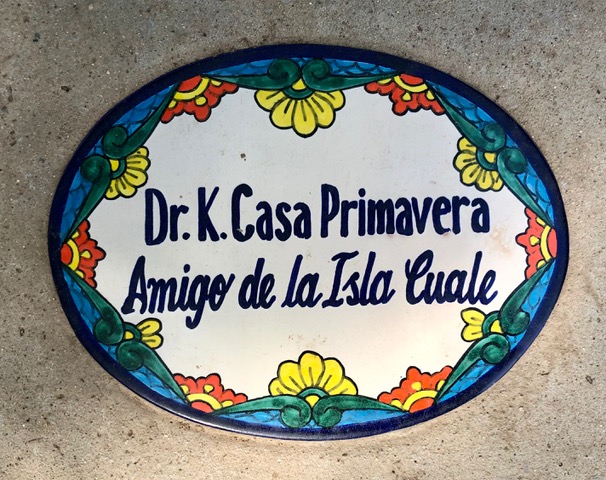 Dr. K. Casa Primavera
Amigo de la Isla Cuale